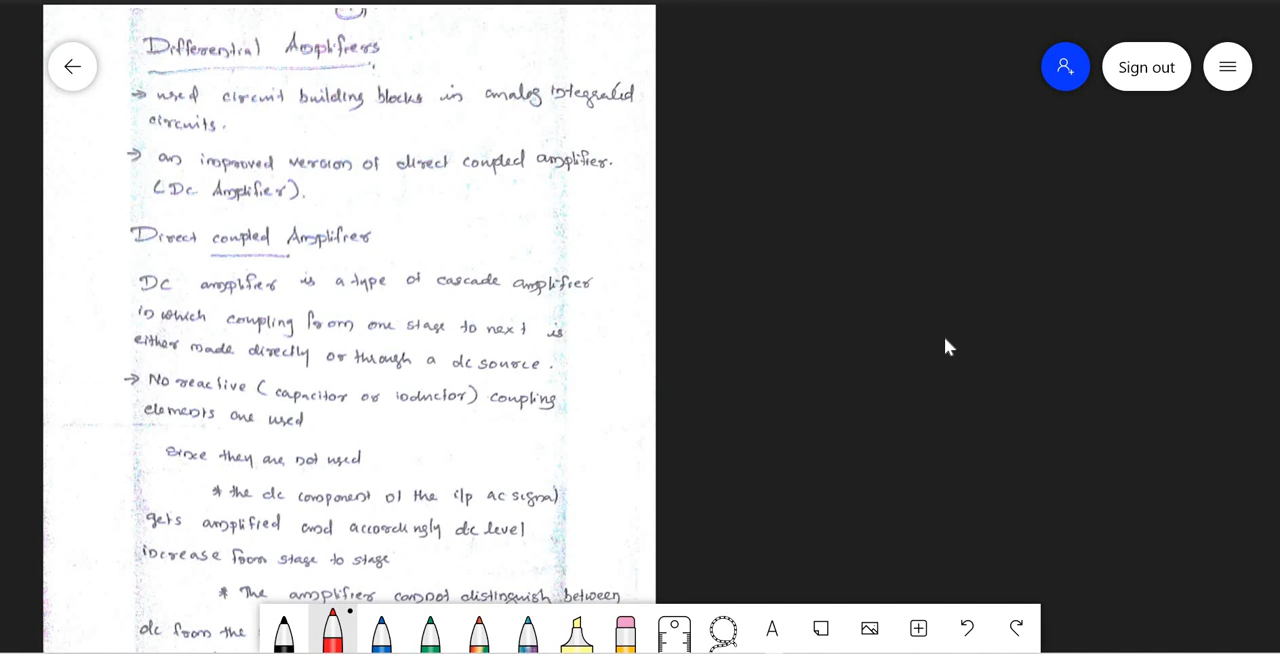 Differential Amplifiers
Sign out
→ used circuit building blocks in analog integrated
circuits.
→ an improved version of direct coupled amplifier.
(DC Amplifier).
Direct coupled Amplifier
DC amplifier is a type of cascade amplifier
in which coupling from one stage to next is
either made directly or through a dc source.
→ No reactive (capacitor or inductor) coupling
elements are used
Since they are not used
* the dc component of the i/p ac signal
gets amplified and accordingly dc level
increase from stage to stage
* The amplifier cannot distinguish between
dc from the
A